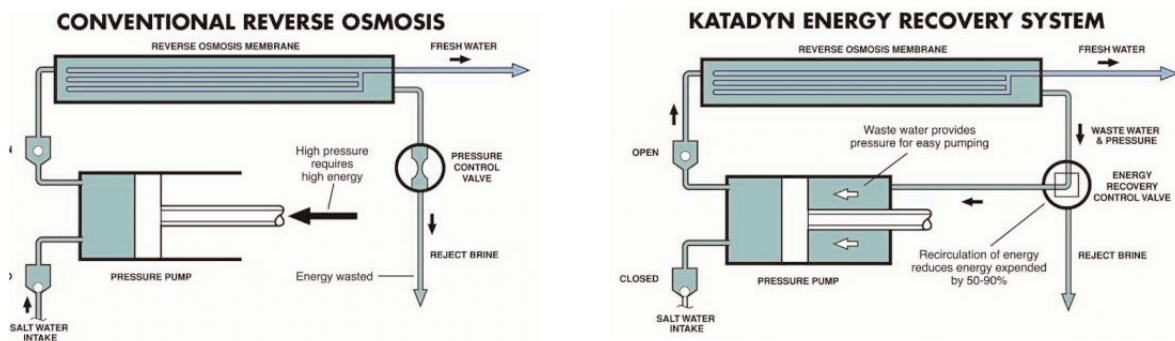 CONVENTIONAL REVERSE OSMOSIS
REVERSE OSMOSIS MEMBRANE
FRESH WATER
High pressure
requires
high energy
PRESSURE
CONTROL
VALVE
REJECT BRINE
Energy wasted
PRESSURE PUMP
SALT WATER
INTAKE
KATADYN ENERGY RECOVERY SYSTEM
REVERSE OSMOSIS MEMBRANE
FRESH WATER
Waste water provides
pressure for easy pumping
WASTE WATER
& PRESSURE
OPEN
ENERGY
RECOVERY
CONTROL VALVE
Recirculation of energy
reduces energy expended
by 50-90%
REJECT BRINE
CLOSED
PRESSURE PUMP
SALT WATER
INTAKE